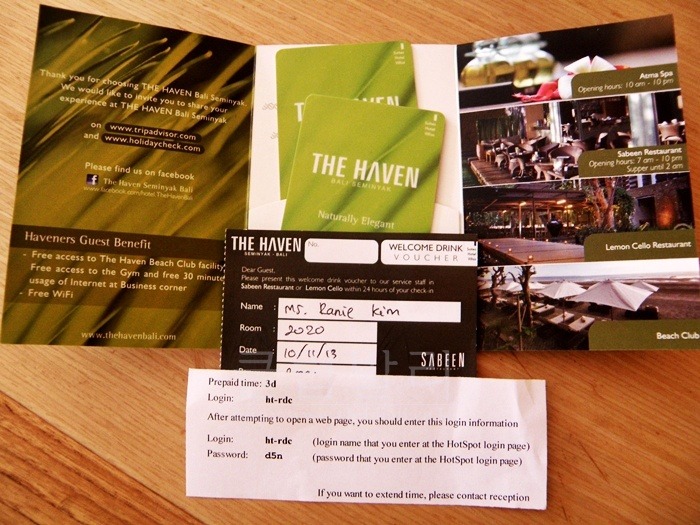 Thank you for choosing THE HAVEN Bali Seminyak.
We would like to invite you to share your
experience at THE HAVEN Bali Seminyak
on www.tripadvisor.com
and www.holidaycheck.com
Please find us on facebook
f The Haven Seminyak Bali
Haveners Guest Benefit
- Free access to The Haven Beach Club facility
Free access to the Gym and free 30 minute
usage of Internet at Business corner
- Free WiFi
www.thehavenbali.com
THE HAVEN
THE HAVEN
BALI SEMINYAK
Naturally Elegant
Atma Spa
Opening hours: 10 am - 10 pm
Sabeen Restaurant
Opening hours: 7 am - 10 pm
Supper until 2 am
Lemon Cello Restaurant
Beach Club
THE HAVEN
SEMINYAK - BALI
No.
WELCOME DRINK
VOUCHER
Dear Guest,
Please present this welcome drink voucher to our service staff in
Sabeen Restaurant or Lemon Cello within 24 hours of your check-in
Name : Ms. Ranie Kim
Room : 2020
Date : 10/11/13
SABEEN
RESTAURANT
Prepaid time: 3d
Login: ht-rdc
After attempting to open a web page, you should enter this login information
Login: ht-rdc (login name that you enter at the HotSpot login page)
Password: d5n (password that you enter at the HotSpot login page)
If you want to extend time, please contact reception